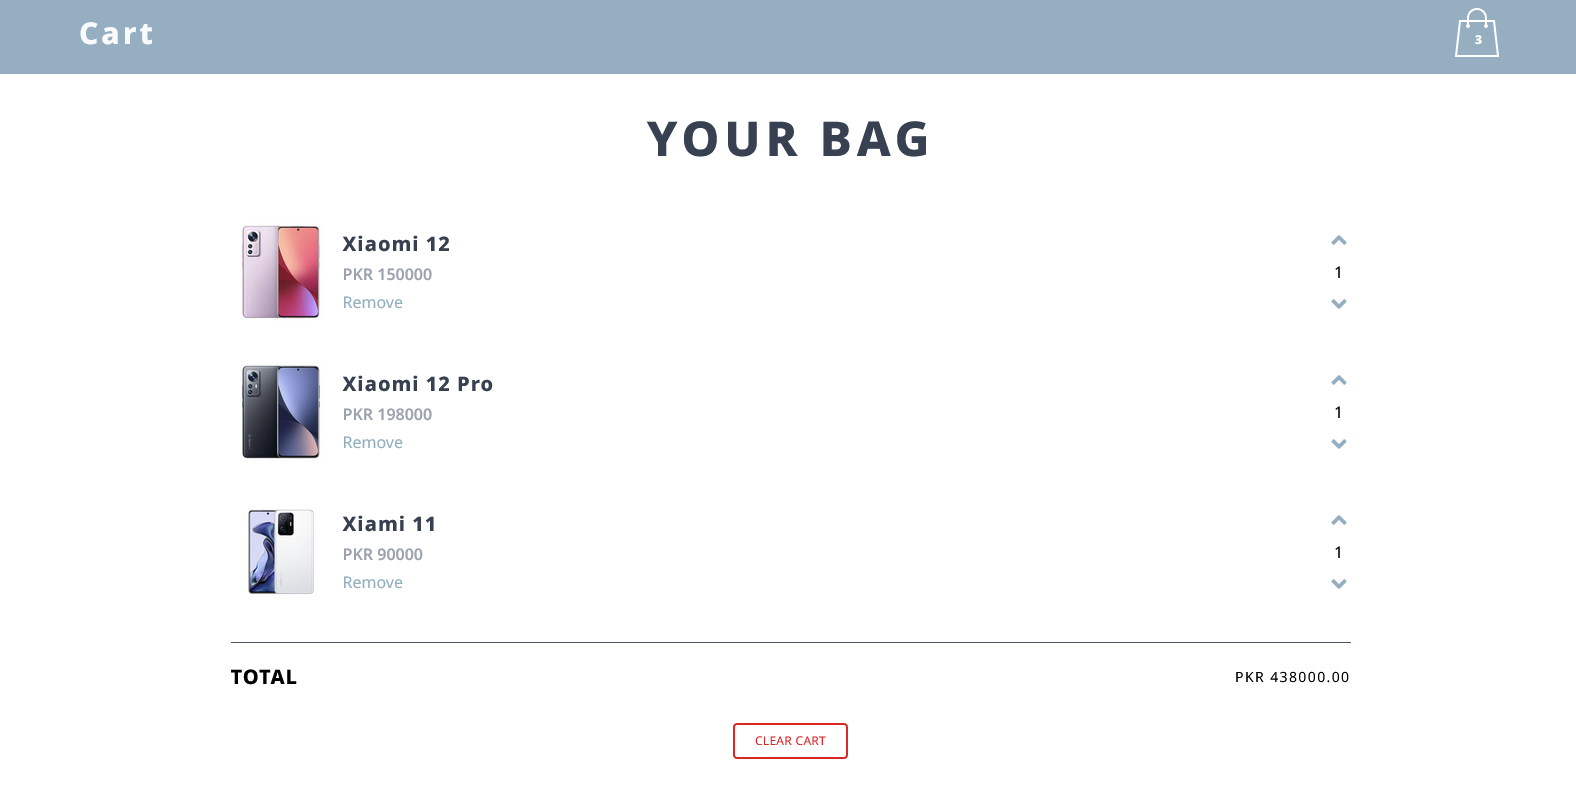 Cart
3
YOUR BAG
Xiaomi 12
PKR 150000
Remove
1
Xiaomi 12 Pro
PKR 198000
Remove
1
Xiami 11
PKR 90000
Remove
1
TOTAL
PKR 438000.00
CLEAR CART